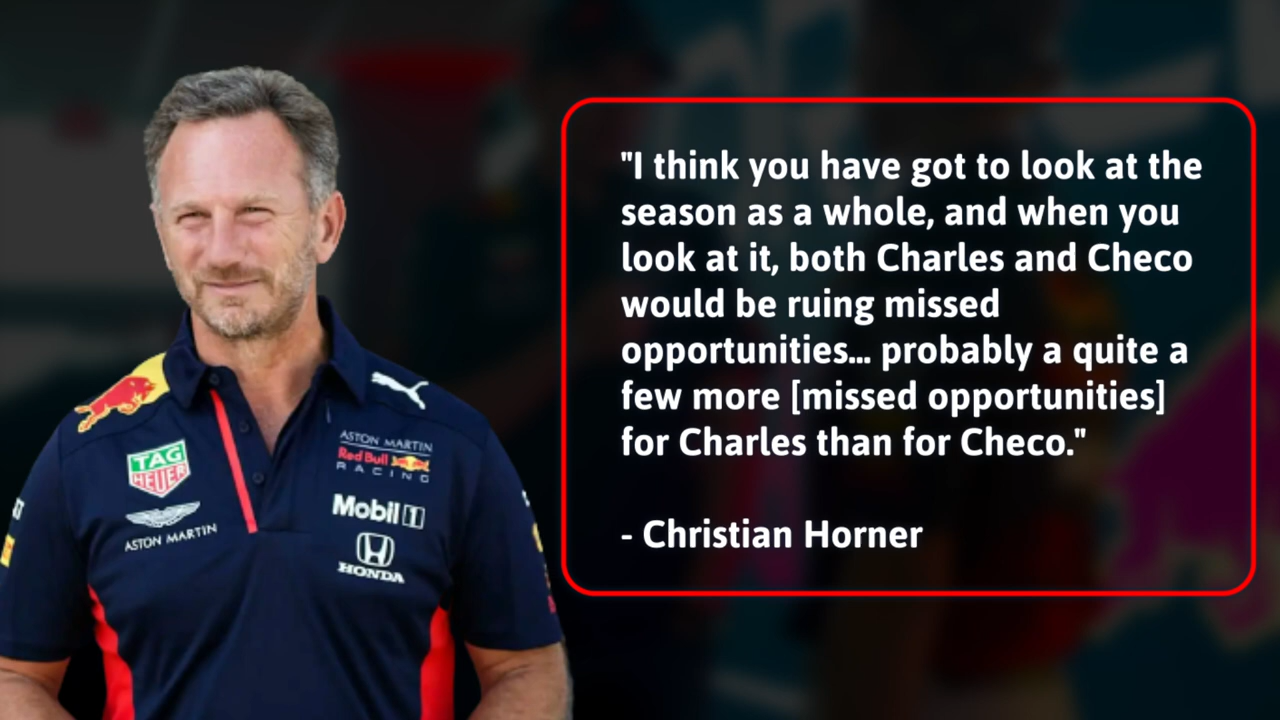 "I think you have got to look at the
season as a whole, and when you
look at it, both Charles and Checo
would be ruing missed
opportunities... probably a quite a
few more [missed opportunities]
for Charles than for Checo."
- Christian Horner
TAG
HEUER
ASTON MARTIN
ASTON MARTIN
Red Bull
RACING
Mobil 1
HONDA